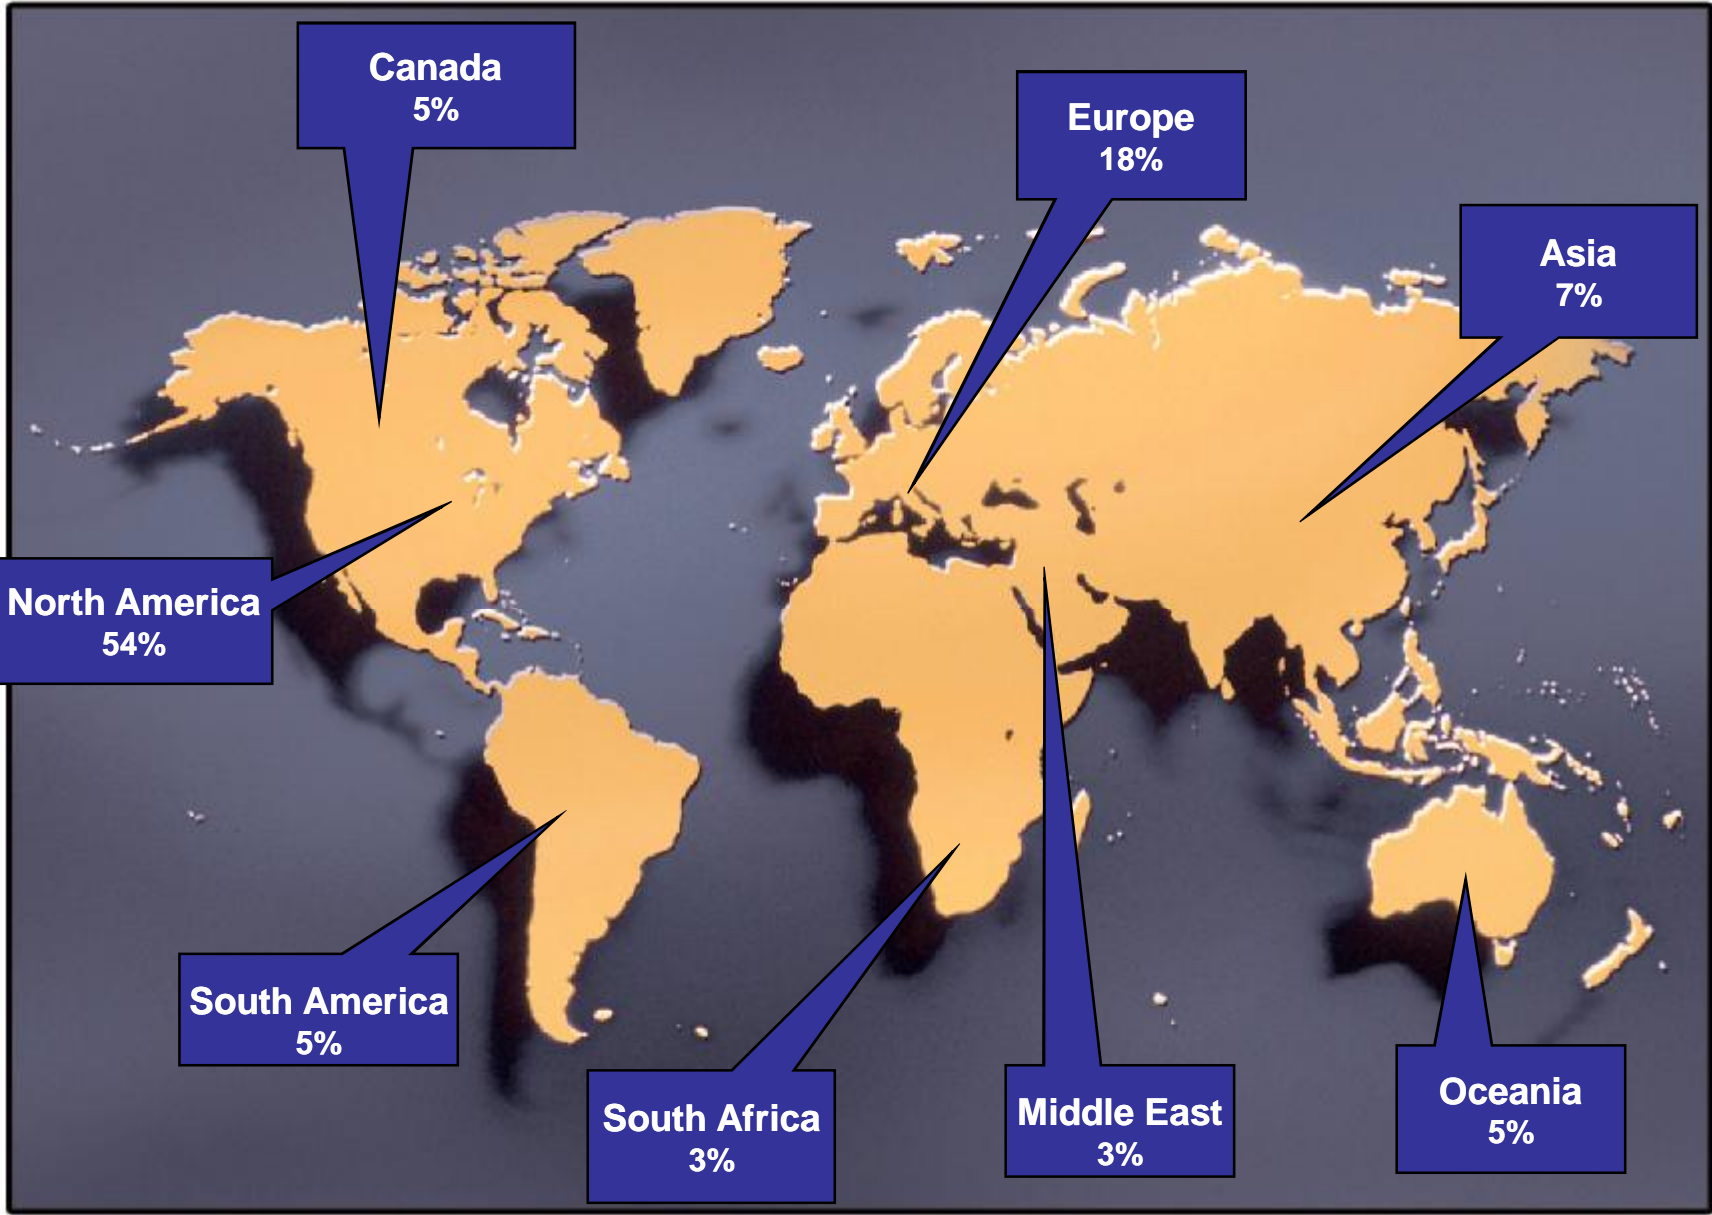 Canada
5%
Europe
18%
Asia
7%
North America
54%
South America
5%
South Africa
3%
Middle East
3%
Oceania
5%